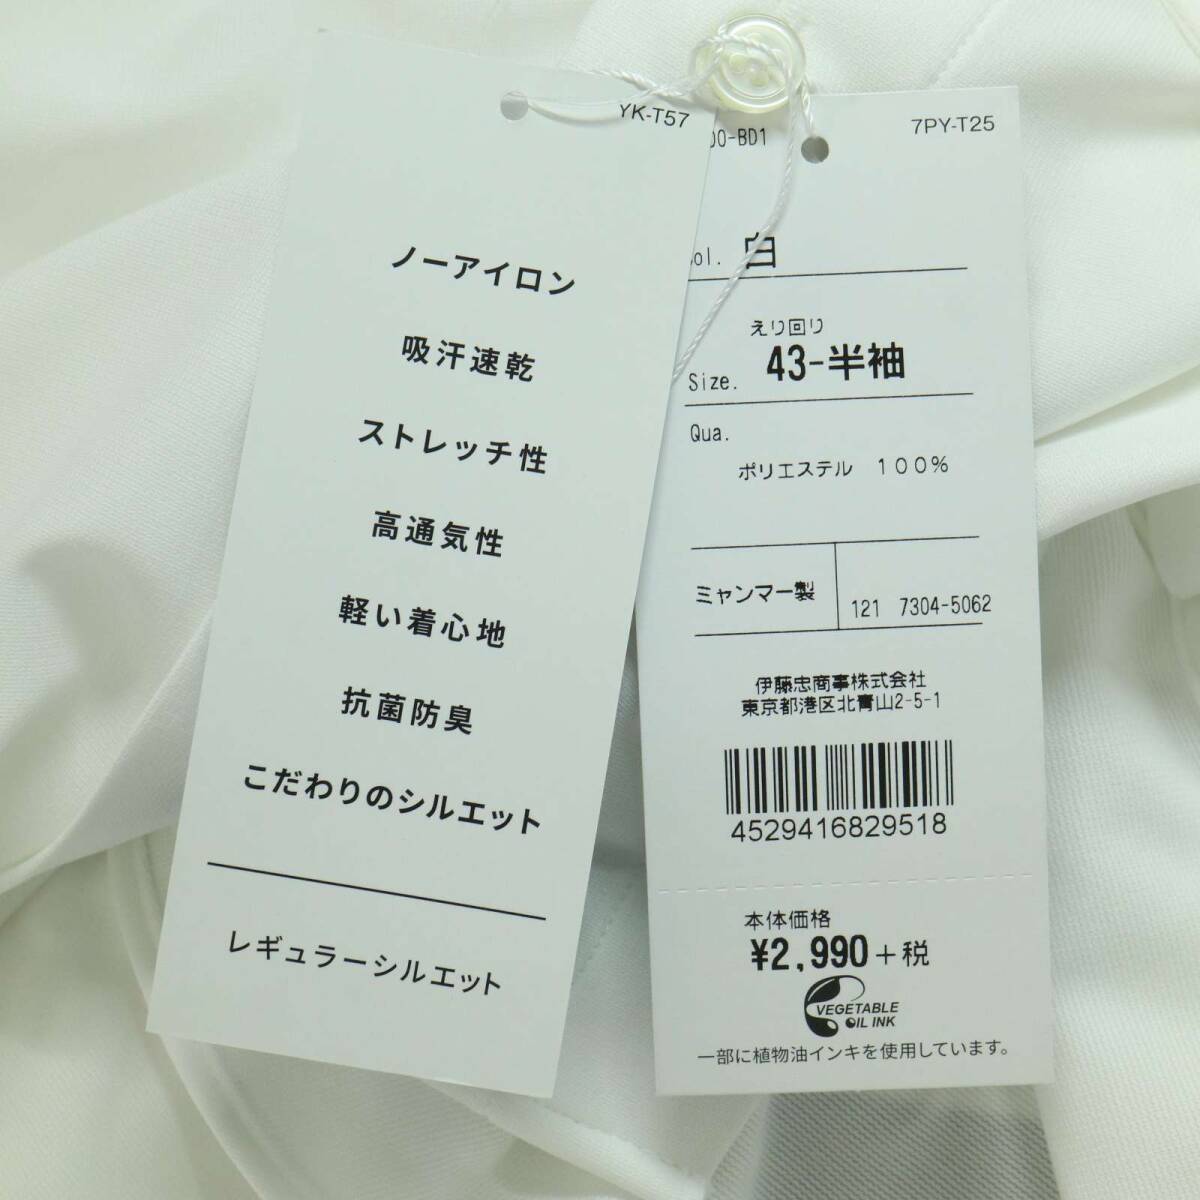 YK-T57
ノーアイロン
吸汗速乾
ストレッチ性
高通気性
軽い着心地
抗菌防臭
こだわりのシルエット
レギュラーシルエット
00-BD1
7PY-T25
ol. 白
えり回り
Size. 43-半袖
Qua.
ポリエステル 100%
ミャンマー製
121 7304-5062
伊藤忠商事株式会社
東京都港区北青山2-5-1
4529416829518
本体価格
¥2,990+税
VEGETABLE
OIL INK
一部に植物油インキを使用しています。